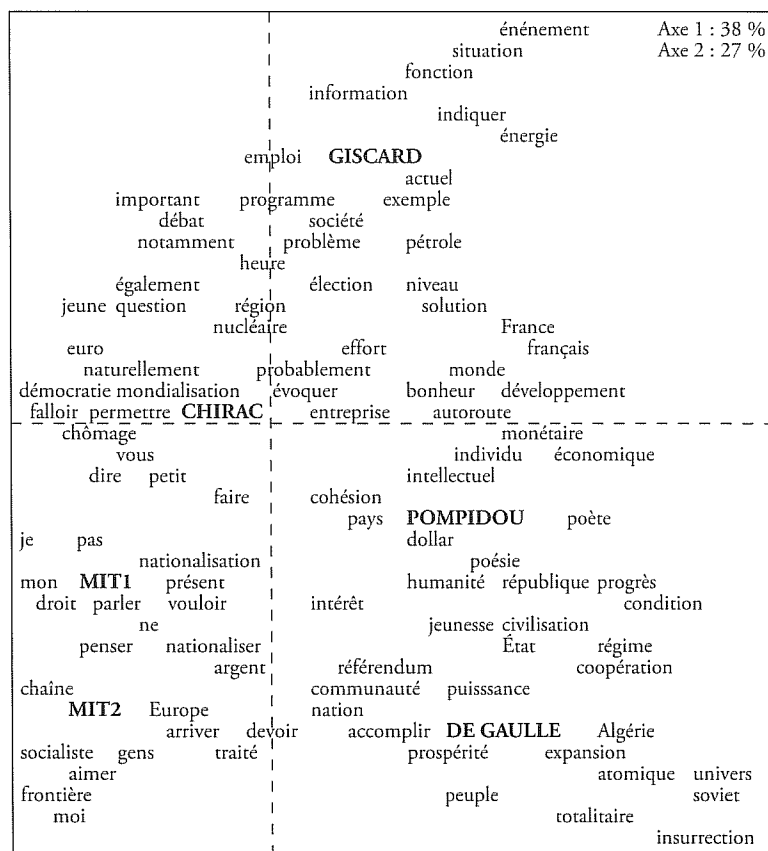 énénement Axe 1 : 38 %
situation Axe 2 : 27 %
fonction
information
indiquer
énergie
emploi GISCARD
actuel
important programme exemple
débat société
notamment problème pétrole
heure
également élection niveau
jeune question région solution
nucléaire France
euro effort français
naturellement probablement monde
démocratie mondialisation évoquer bonheur développement
falloir permettre CHIRAC entreprise autoroute
chômage monétaire
vous individu économique
dire petit intellectuel
faire cohésion
pays POMPIDOU poète
je pas dollar
nationalisation poésie
mon MIT1 présent humanité république progrès
droit parler vouloir intérêt condition
ne jeunesse civilisation
penser nationaliser État régime
argent référendum coopération
chaîne communauté puisssance
MIT2 Europe nation
arriver devoir accomplir DE GAULLE Algérie
socialiste gens traité prospérité expansion
aimer atomique univers
frontière peuple soviet
moi totalitaire
insurrection